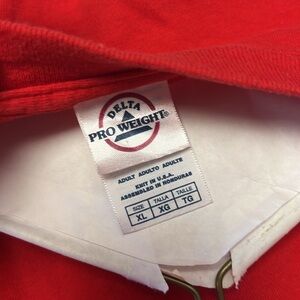 DELTA
PRO WEIGHT®
ADULT ADULTO ADULTE
KNIT IN U.S.A.
ASSEMBLED IN HONDURAS
SIZE TALLA TAILLE
XL XG TG